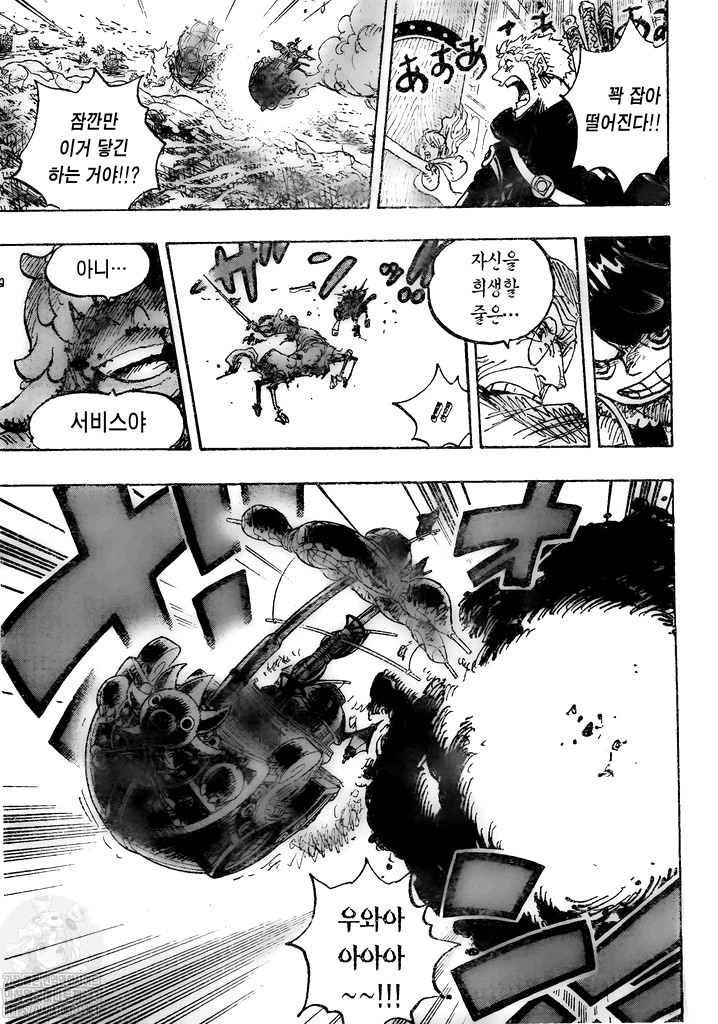 꽉 잡아
떨어진다!!
あああ
잠깐만
이거 닿긴
하는 거야!!!?
자신을
희생할
줄은…
!!
아니…
서비스야
우와아
아아아
~~!!!